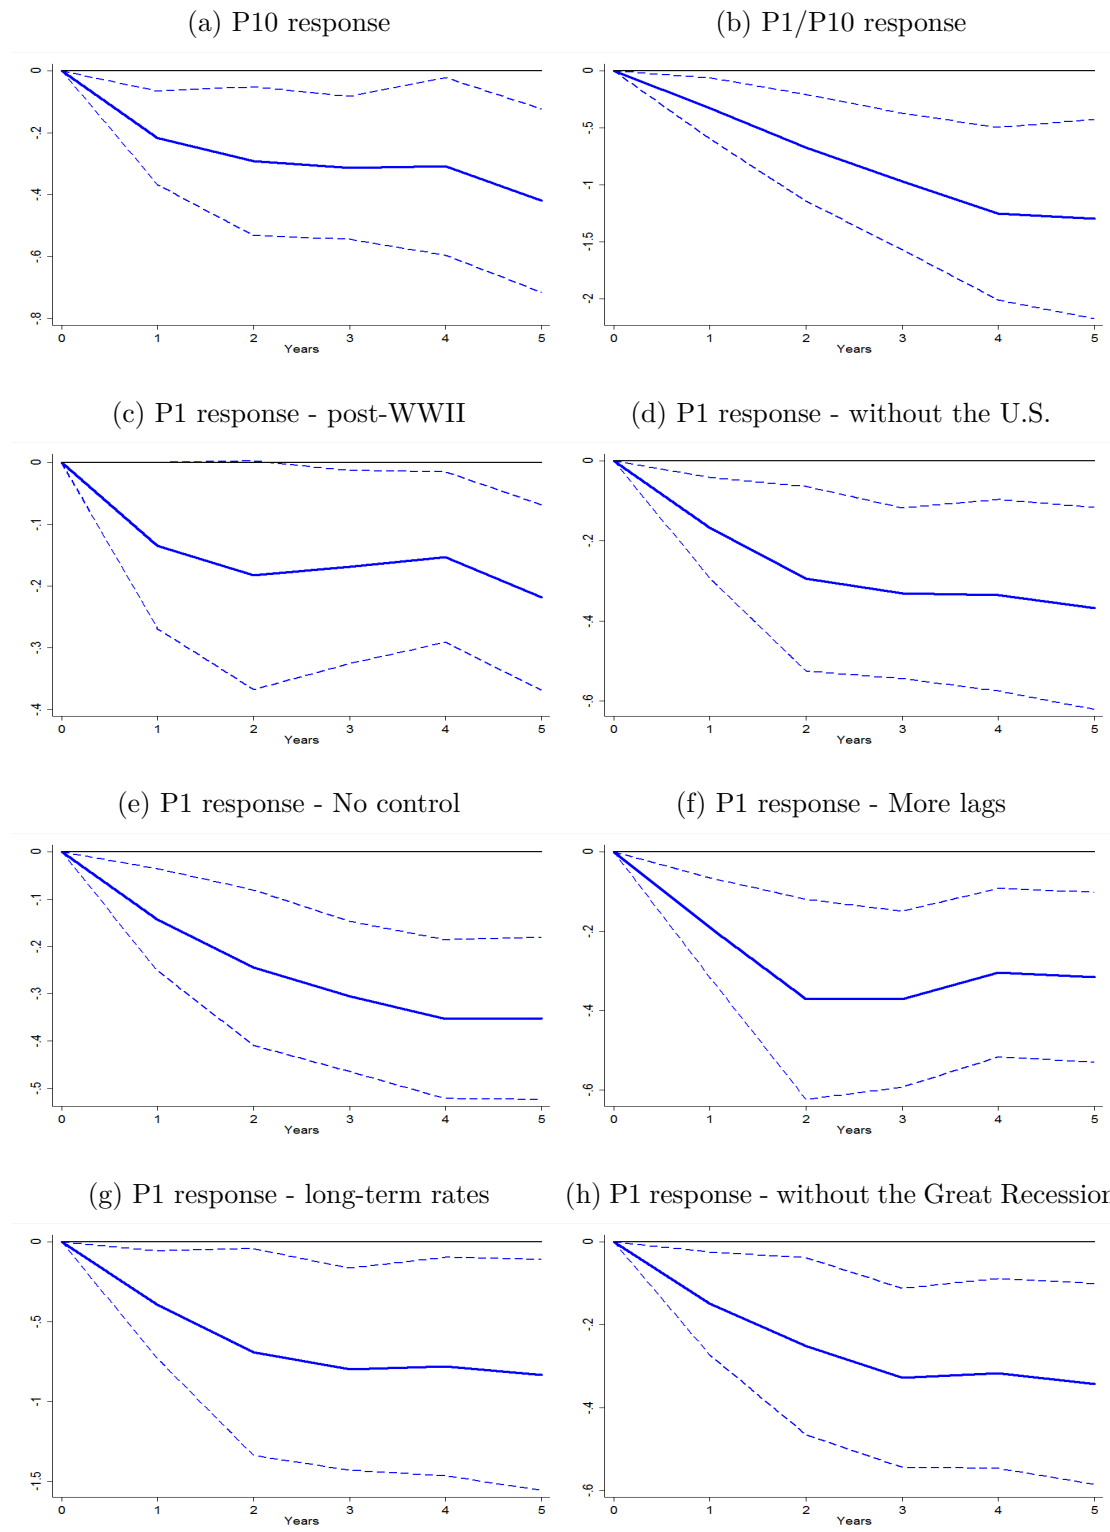 (a) P10 response
0
-.2
-.4
-.6
-.8
0 1 2 3 4 5
Years
(b) P1/P10 response
0
-.5
-1
-1.5
-2
0 1 2 3 4 5
Years
(c) P1 response - post-WWII
0
-.1
-.2
-.3
-.4
0 1 2 3 4 5
Years
(d) P1 response - without the U.S.
0
-.2
-.4
-.6
0 1 2 3 4 5
Years
(e) P1 response - No control
0
-.1
-.2
-.3
-.4
-.5
0 1 2 3 4 5
Years
(f) P1 response - More lags
0
-.2
-.4
-.6
0 1 2 3 4 5
Years
(g) P1 response - long-term rates
0
-.5
-1
-1.5
0 1 2 3 4 5
Years
(h) P1 response - without the Great Recession
0
-.2
-.4
-.6
0 1 2 3 4 5
Years